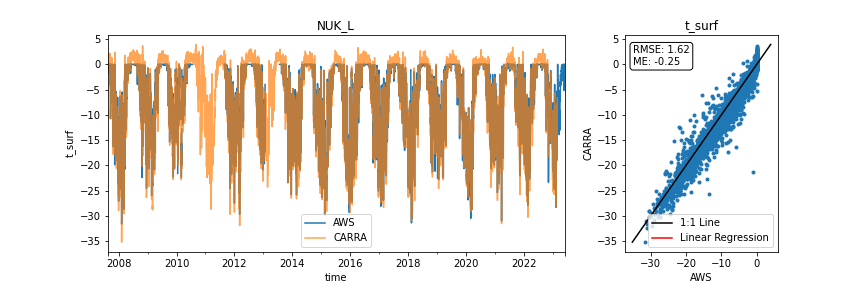 NUK_L
t_surf
5
0
−5
−10
−15
−20
−25
−30
−35
t_surf
2008
2010
2012
2014
2016
2018
2020
2022
time
AWS
CARRA
5
0
−5
−10
−15
−20
−25
−30
−35
CARRA
RMSE: 1.62
ME: -0.25
1:1 Line
Linear Regression
−30
−20
−10
0
AWS